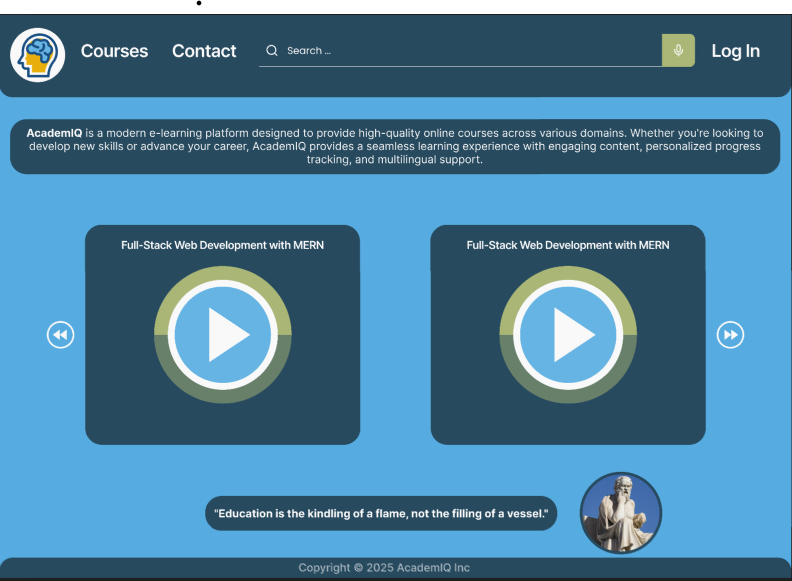 Courses Contact Search ... Log In
AcademIQ is a modern e-learning platform designed to provide high-quality online courses across various domains. Whether you're looking to
develop new skills or advance your career, AcademIQ provides a seamless learning experience with engaging content, personalized progress
tracking, and multilingual support.
Full-Stack Web Development with MERN
Full-Stack Web Development with MERN
"Education is the kindling of a flame, not the filling of a vessel."
Copyright © 2025 AcademIQ Inc